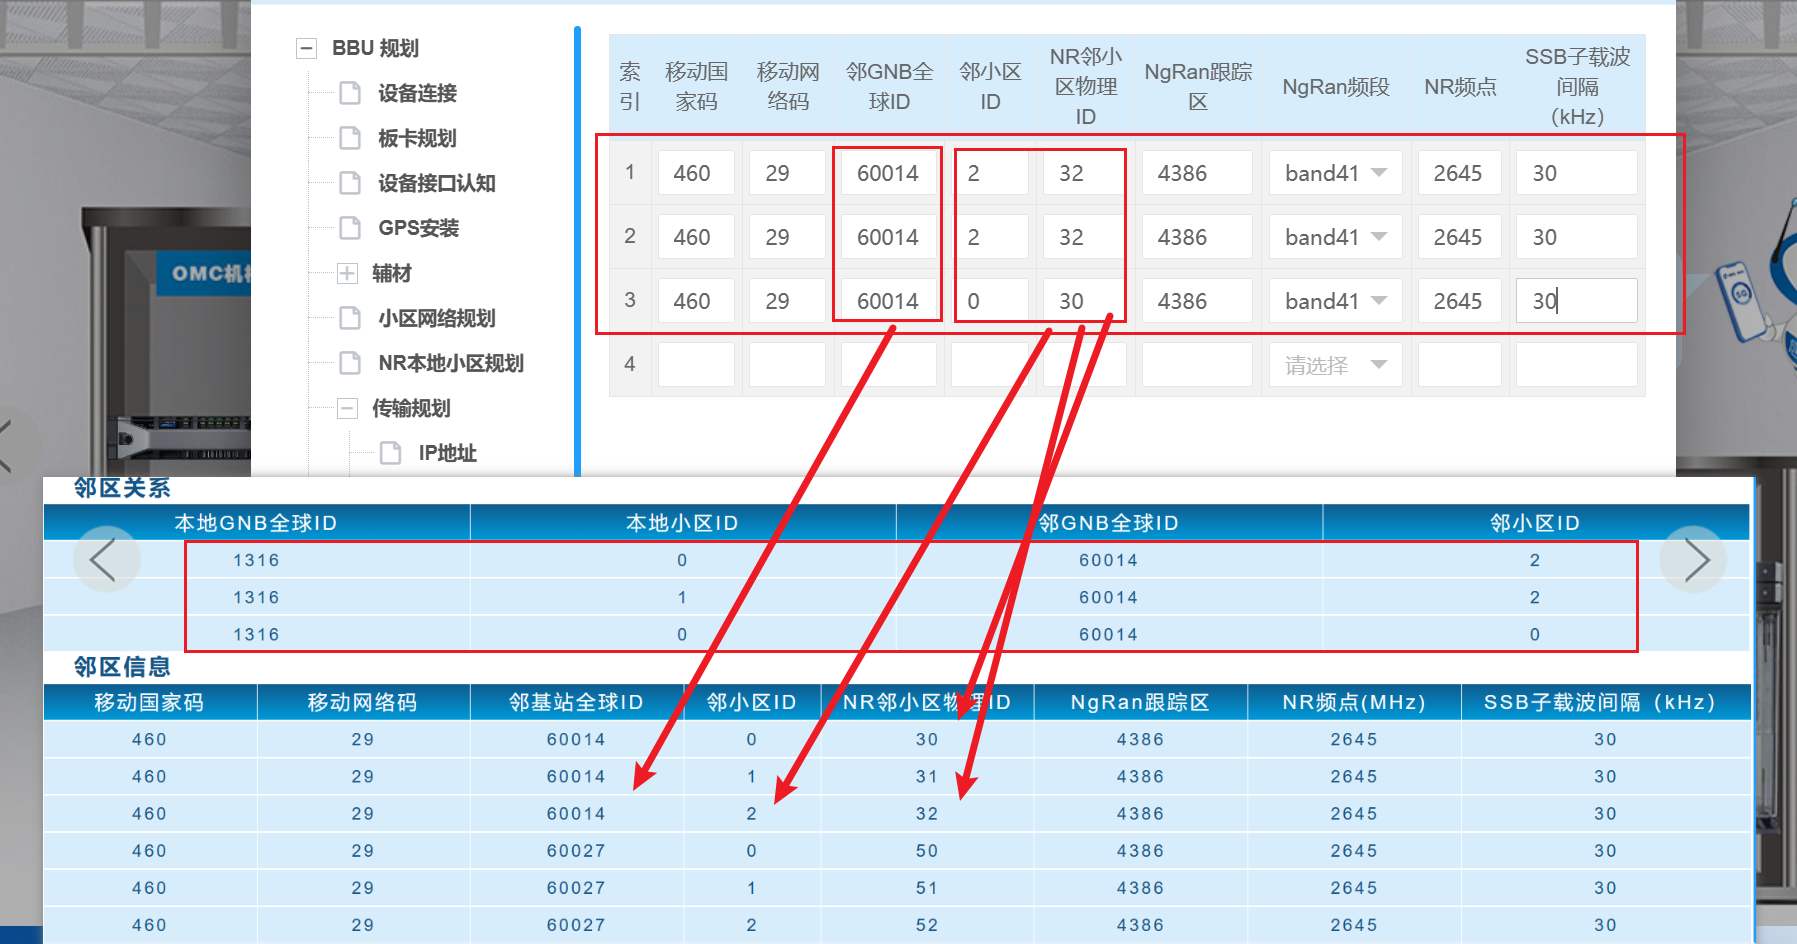 BBU 规划
设备连接
板卡规划
设备接口认知
GPS安装
辅材
小区网络规划
NR本地小区规划
传输规划
IP地址
OMC机
索引 移动国家码 移动网络码 邻GNB全球ID 邻小区ID NR邻小区物理ID NgRan跟踪区 NgRan频段 NR频点 SSB子载波间隔（kHz）
1 460 29 60014 2 32 4386 band41 2645 30
2 460 29 60014 2 32 4386 band41 2645 30
3 460 29 60014 0 30 4386 band41 2645 30
4 请选择
邻区关系
本地GNB全球ID 本地小区ID 邻GNB全球ID 邻小区ID
1316 0 60014 2
1316 1 60014 2
1316 0 60014 0
邻区信息
移动国家码 移动网络码 邻基站全球ID 邻小区ID NR邻小区物理ID NgRan跟踪区 NR频点(MHz) SSB子载波间隔（kHz）
460 29 60014 0 30 4386 2645 30
460 29 60014 1 31 4386 2645 30
460 29 60014 2 32 4386 2645 30
460 29 60027 0 50 4386 2645 30
460 29 60027 1 51 4386 2645 30
460 29 60027 2 52 4386 2645 30
5G